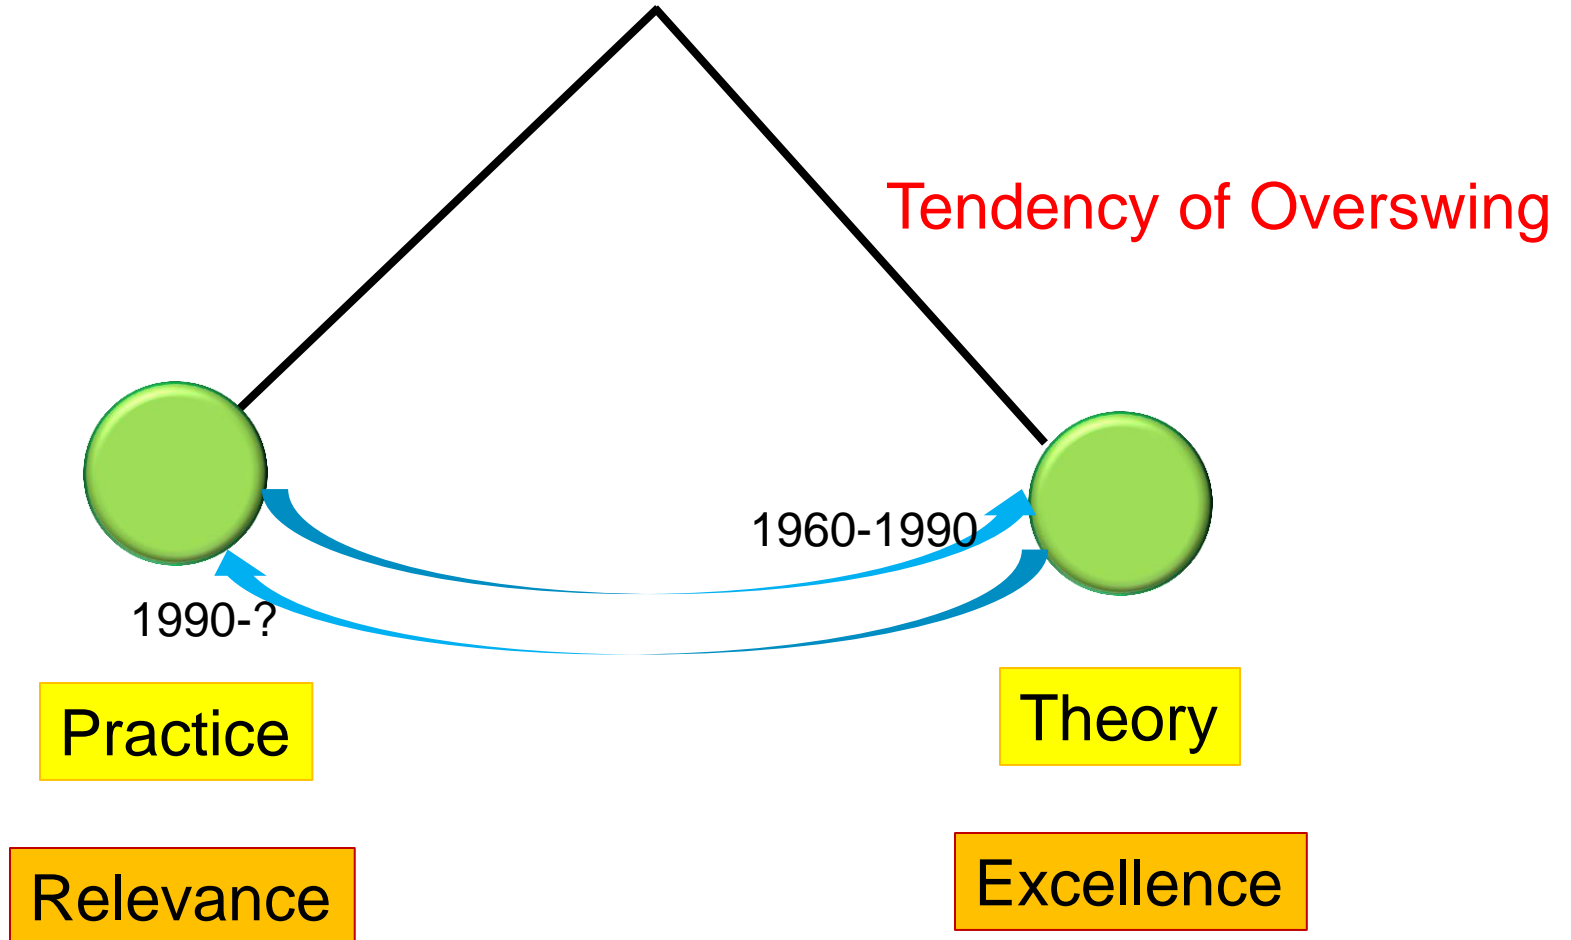 Tendency of Overswing
1960-1990
1990-?
Practice
Theory
Relevance
Excellence